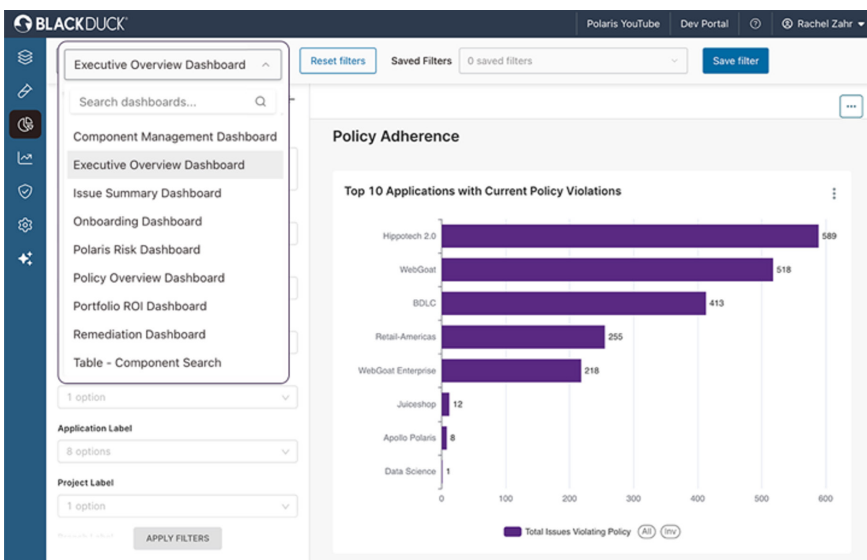 BLACKDUCK
Polaris YouTube
Dev Portal
Rachel Zahr
Executive Overview Dashboard
Reset filters
Saved Filters
0 saved filters
Save filter
Search dashboards...
Component Management Dashboard
Executive Overview Dashboard
Issue Summary Dashboard
Onboarding Dashboard
Polaris Risk Dashboard
Policy Overview Dashboard
Portfolio ROI Dashboard
Remediation Dashboard
Table - Component Search
1 option
Application Label
8 options
Project Label
1 option
APPLY FILTERS
Policy Adherence
Top 10 Applications with Current Policy Violations
Hippotech 2.0 589
WebGoat 518
BDLC 413
Retail-Americas 255
WebGoat Enterprise 218
Juiceshop 12
Apollo Polaris 8
Data Science 1
0 100 200 300 400 500 600
Total Issues Violating Policy All Inv